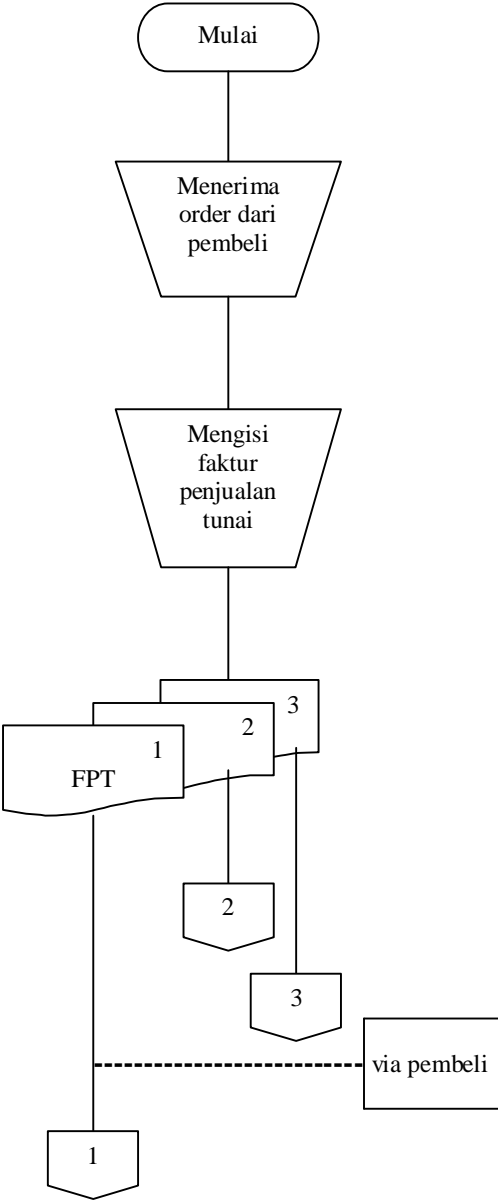 Mulai
Menerima
order dari
pembeli
Mengisi
faktur
penjualan
tunai
3
2
1
FPT
2
3
via pembeli
1